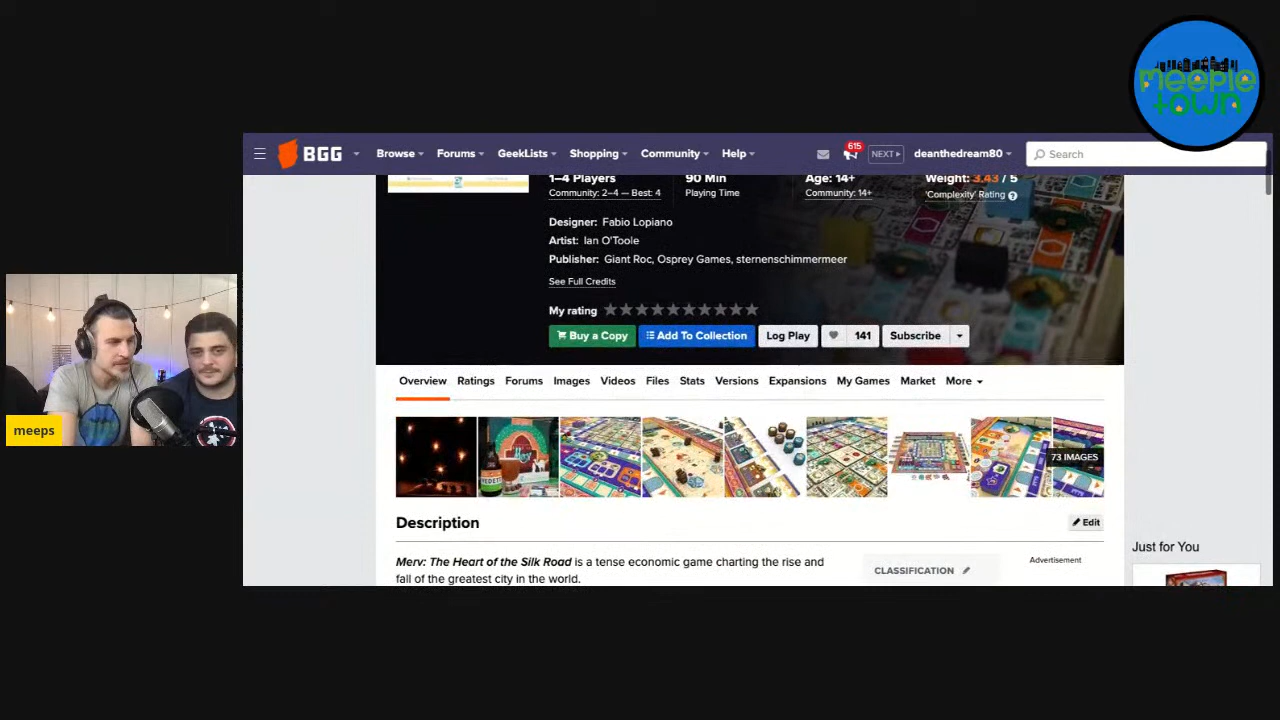 meeple
town
BGG
Browse
Forums
GeekLists
Shopping
Community
Help
615
NEXT
deanthedream80
Search
1–4 Players
90 Min
Age: 14+
Weight: 3.43 / 5
Community: 2–4 — Best: 4
Playing Time
Community: 14+
'Complexity' Rating ?
Designer: Fabio Lopiano
Artist: Ian O'Toole
Publisher: Giant Roc, Osprey Games, sternenschimmermeer
See Full Credits
My rating
Buy a Copy
Add To Collection
Log Play
141
Subscribe
Overview
Ratings
Forums
Images
Videos
Files
Stats
Versions
Expansions
My Games
Market
More
73 IMAGES
meeps
Description
Edit
Just for You
Merv: The Heart of the Silk Road is a tense economic game charting the rise and
fall of the greatest city in the world.
CLASSIFICATION
Advertisement